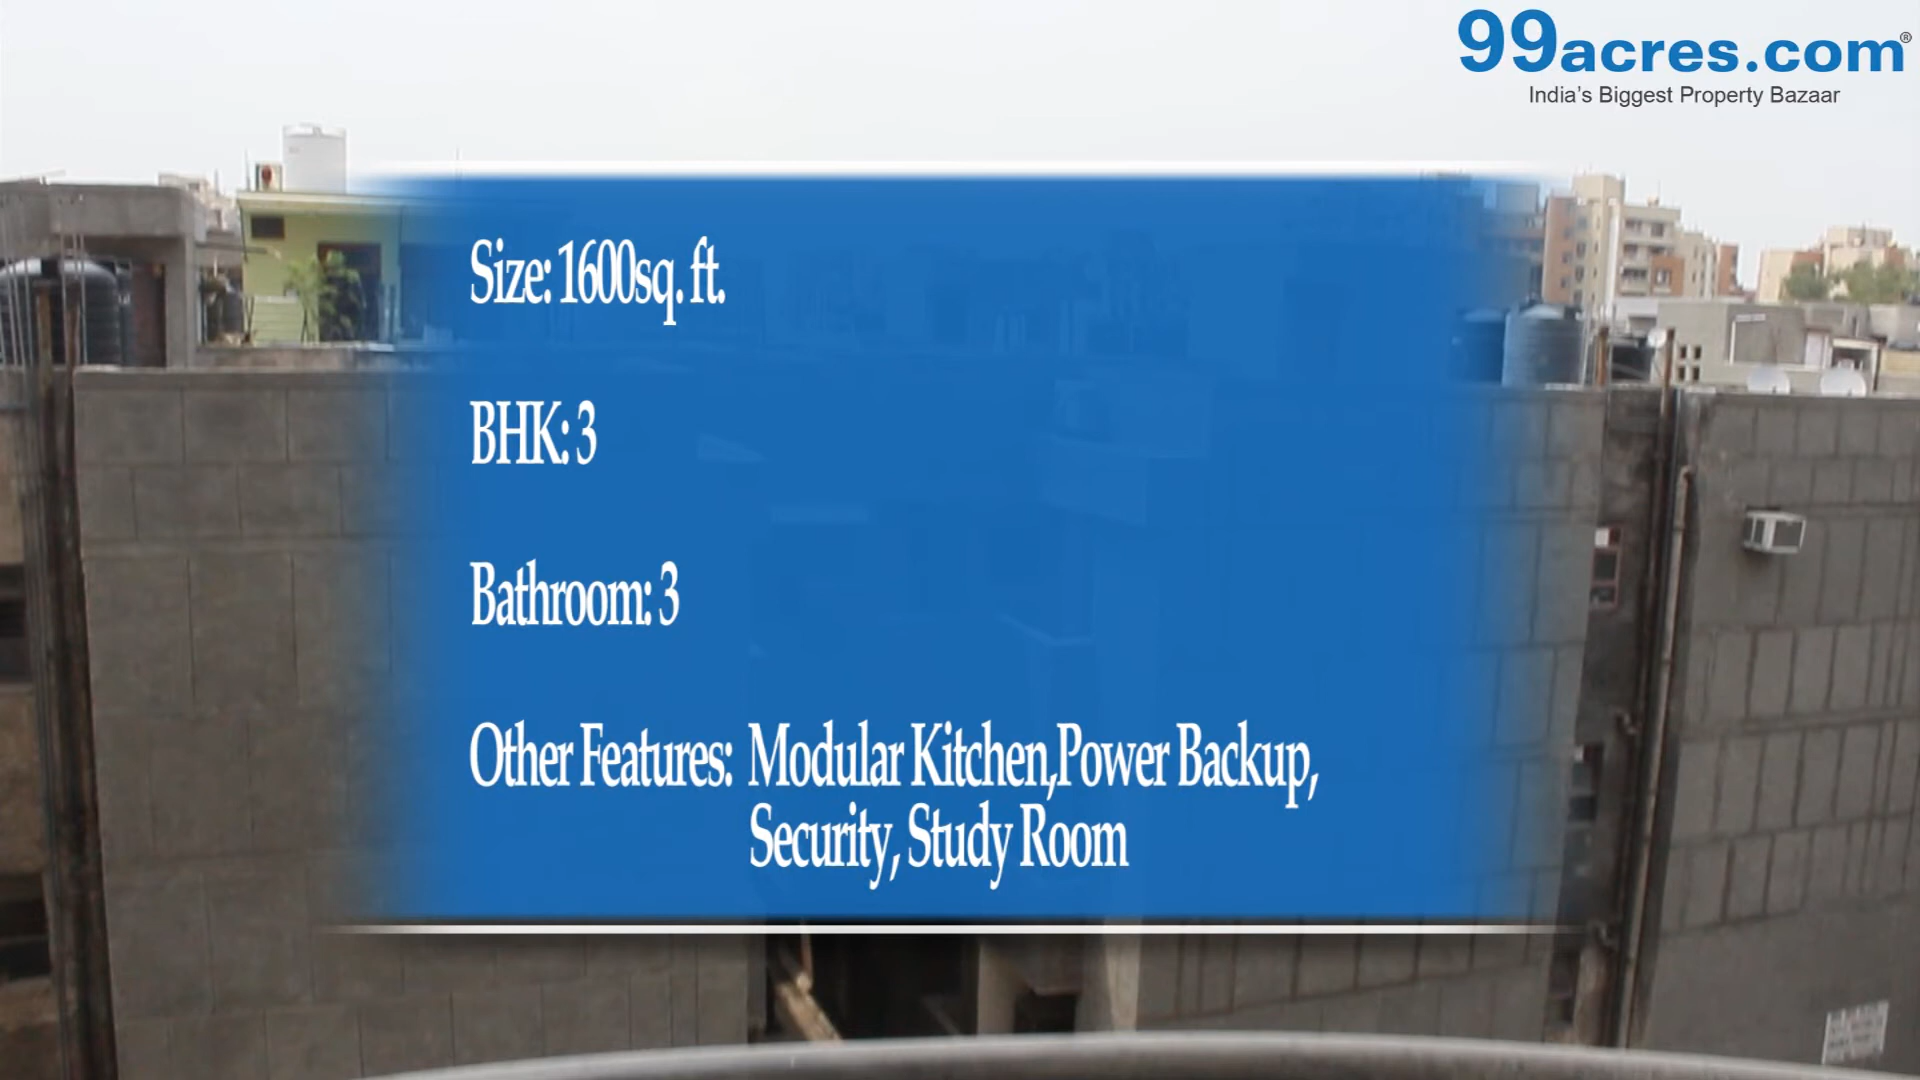 99acres.com®
India's Biggest Property Bazaar
Size: 1600sq. ft.
BHK: 3
Bathroom: 3
Other Features: Modular Kitchen,Power Backup,
Security, Study Room